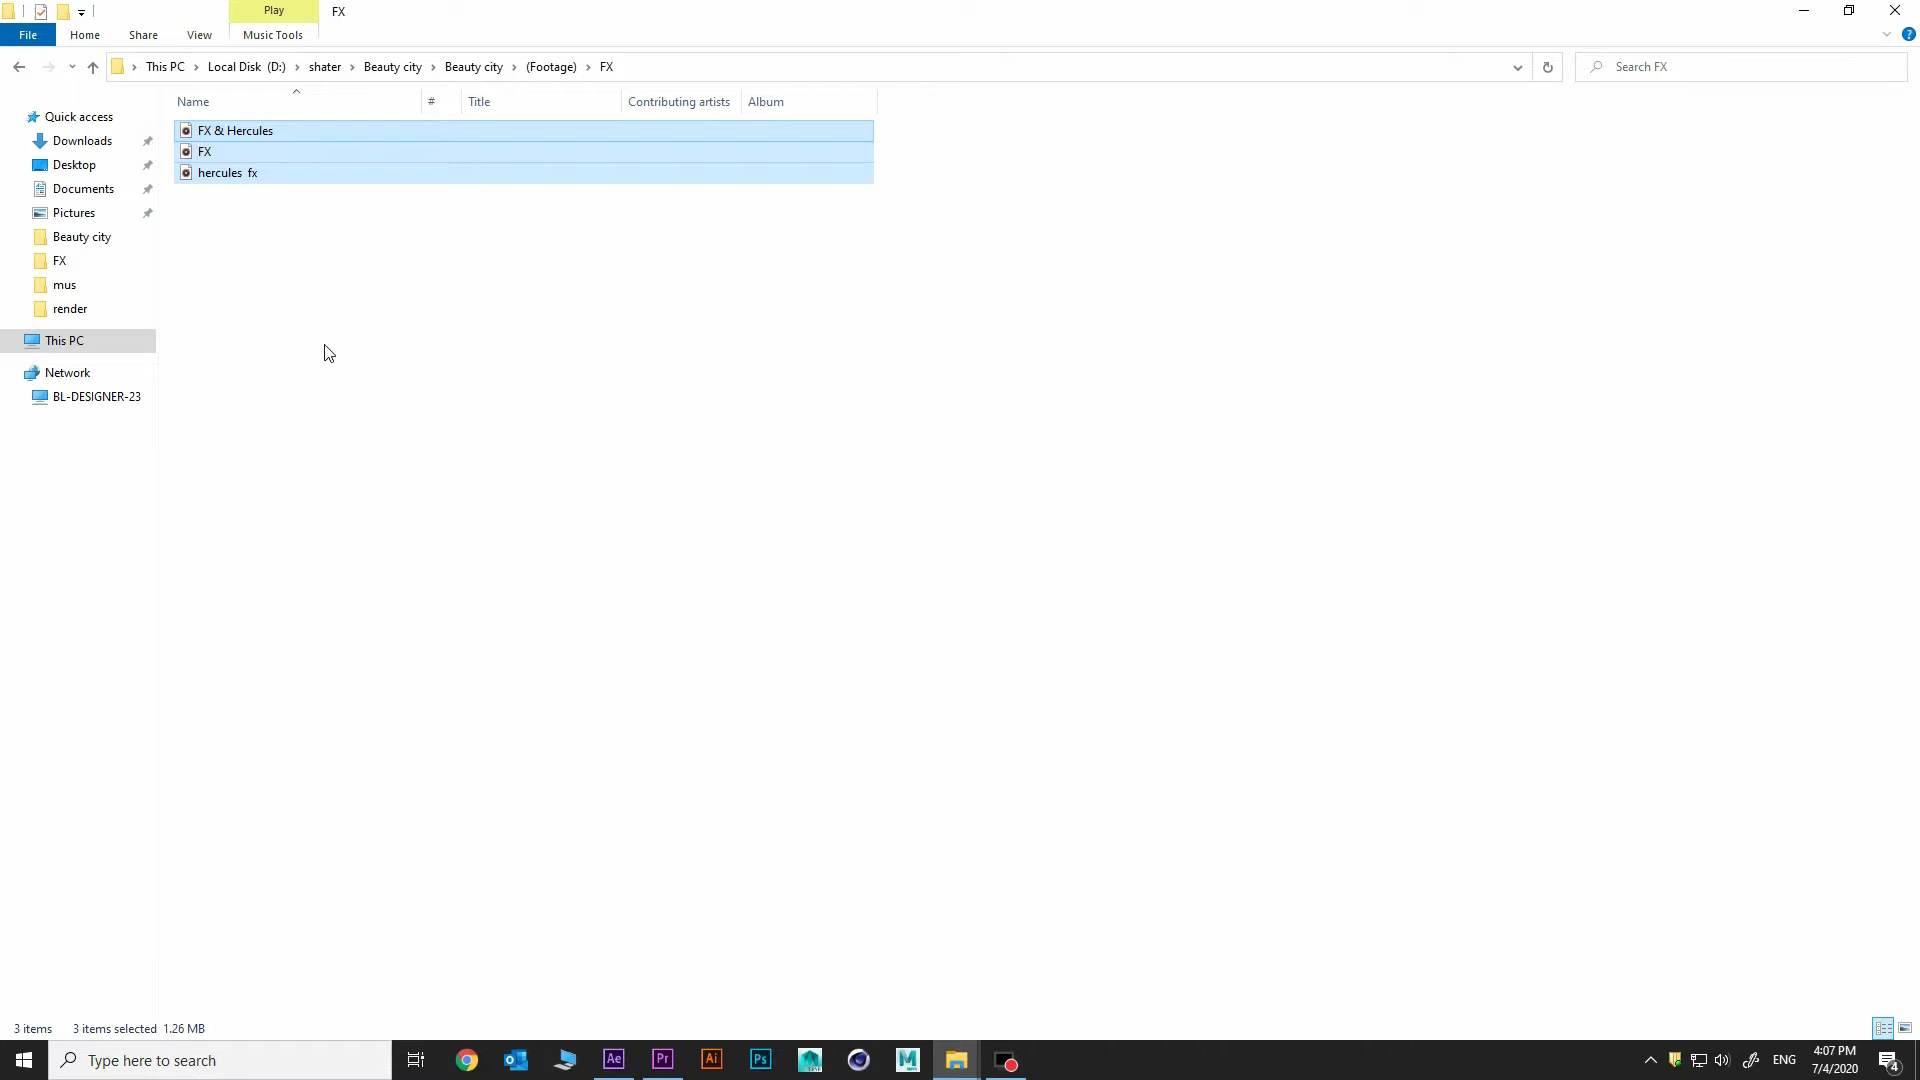 Play
FX
File
Home
Share
View
Music Tools
This PC
Local Disk (D:)
shater
Beauty city
Beauty city
(Footage)
FX
Search FX
Name
#
Title
Contributing artists
Album
Quick access
Downloads
Desktop
Documents
Pictures
Beauty city
FX
mus
render
This PC
Network
BL-DESIGNER-23
FX & Hercules
FX
hercules fx
3 items
3 items selected 1.26 MB
Type here to search
Ae
Pr
Ai
Ps
M
ENG
4:07 PM
7/4/2020
4